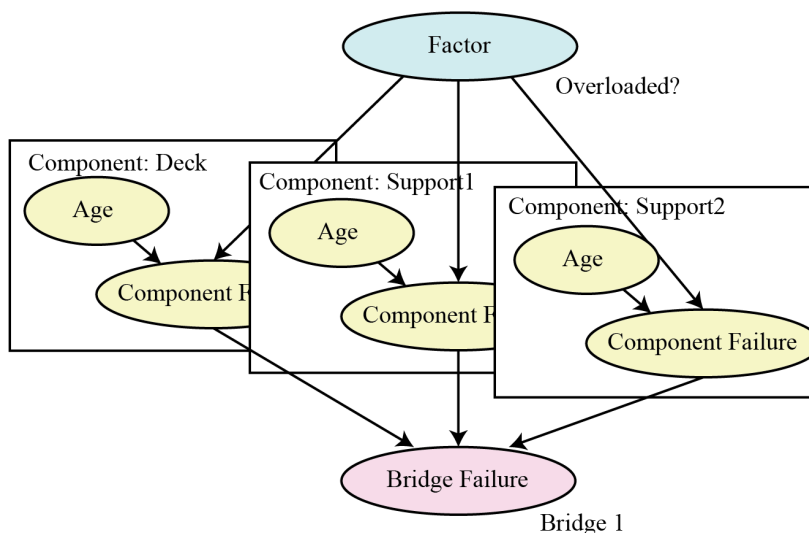 Factor
Overloaded?
Component: Deck
Age
Component F
Component: Support1
Age
Component F
Component: Support2
Age
Component Failure
Bridge Failure
Bridge 1